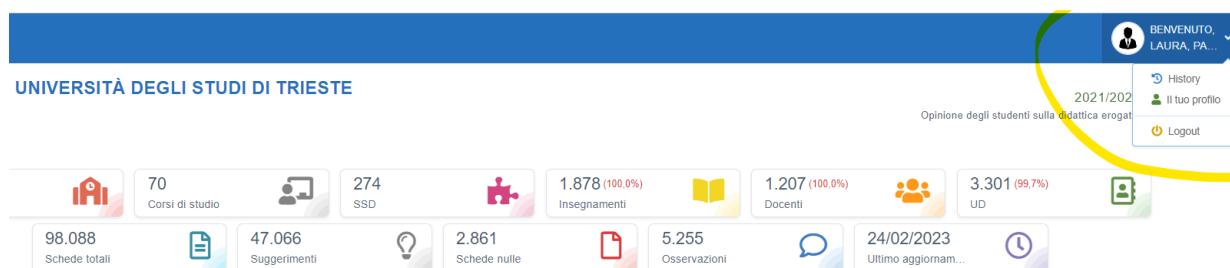 BENVENUTO,
LAURA, PA...
History
Il tuo profilo
Logout
UNIVERSITÀ DEGLI STUDI DI TRIESTE
2021/202
Opinione degli studenti sulla didattica erogat
70
Corsi di studio
274
SSD
1.878 (100,0%)
Insegnamenti
1.207 (100,0%)
Docenti
3.301 (99,7%)
UD
98.088
Schede totali
47.066
Suggerimenti
2.861
Schede nulle
5.255
Osservazioni
24/02/2023
Ultimo aggiornam...